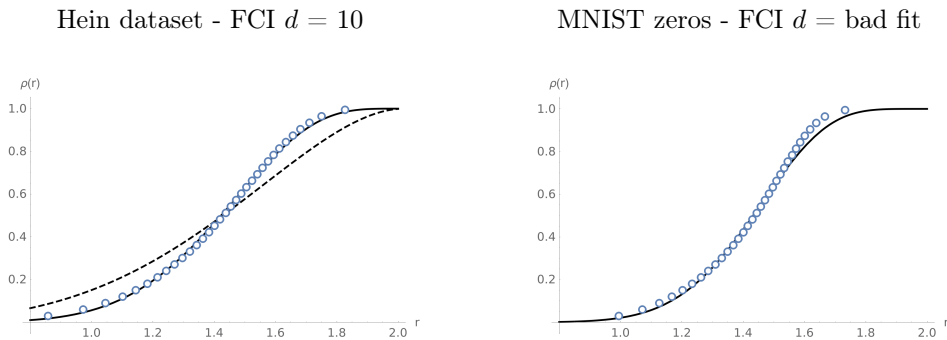 Hein dataset - FCI d = 10
MNIST zeros - FCI d = bad fit
ρ(r)
1.0
0.8
0.6
0.4
0.2
1.0 1.2 1.4 1.6 1.8 2.0 r
ρ(r)
1.0
0.8
0.6
0.4
0.2
1.0 1.2 1.4 1.6 1.8 2.0 r